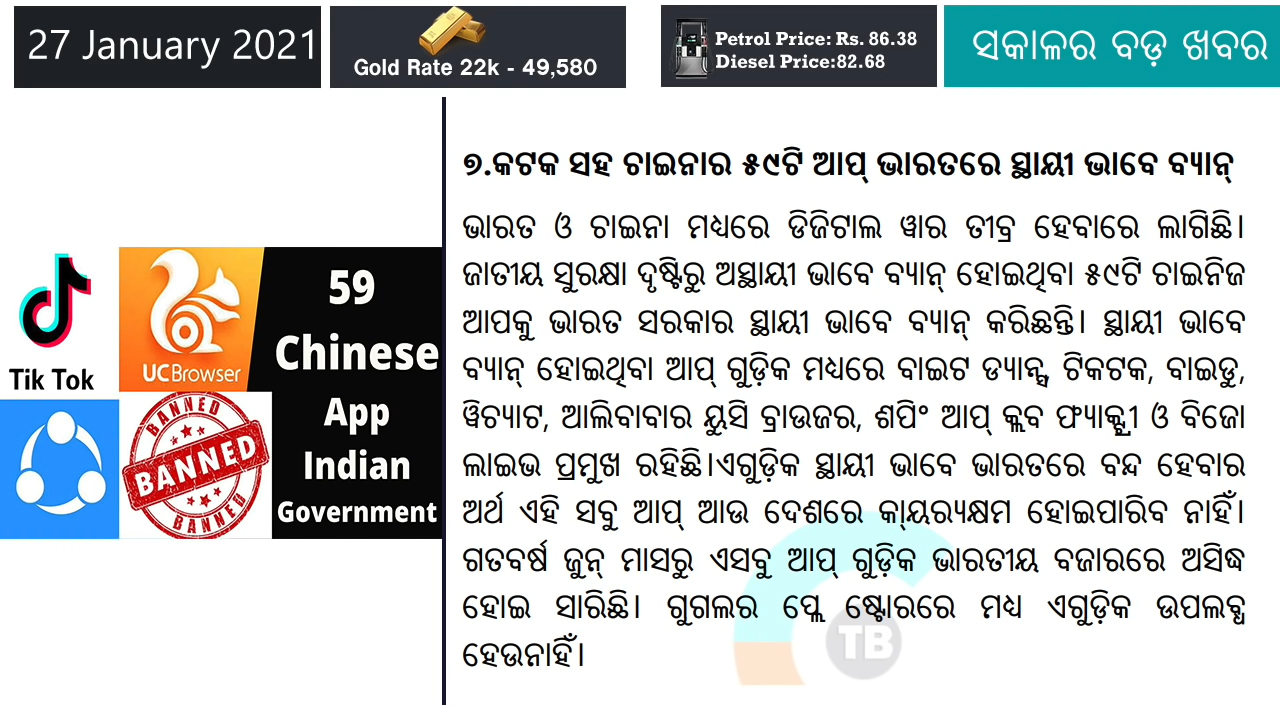 27 January 2021
Gold Rate 22k - 49,580
Petrol Price: Rs. 86.38
Diesel Price:82.68
ସକାଳର ବଡ଼ ଖବର
୭.କଟକ ସହ ଚାଇନାର ୫୯ଟି ଆପ୍ ଭାରତରେ ସ୍ଥାୟୀ ଭାବେ ବ୍ୟାନ୍
ଭାରତ ଓ ଚାଇନା ମଧ୍ୟରେ ଡିଜିଟାଲ ୱାର ତୀବ୍ର ହେବାରେ ଲାଗିଛି।
ଜାତୀୟ ସୁରକ୍ଷା ଦୃଷ୍ଟିରୁ ଅସ୍ଥାୟୀ ଭାବେ ବ୍ୟାନ୍ ହୋଇଥିବା ୫୯ଟି ଚାଇନିଜ
ଆପକୁ ଭାରତ ସରକାର ସ୍ଥାୟୀ ଭାବେ ବ୍ୟାନ୍ କରିଛନ୍ତି। ସ୍ଥାୟୀ ଭାବେ
ବ୍ୟାନ୍ ହୋଇଥିବା ଆପ୍ ଗୁଡ଼ିକ ମଧ୍ୟରେ ବାଇଟ ଡ୍ୟାନ୍ସ ଟିକଟକ, ବାଇଡୁ,
ୱିଚ୍ୟାଟ, ଆଲିବାବାର ୟୁସି ବ୍ରାଉଜର, ଶପିଂ ଆପ୍ କ୍ଲବ ଫ୍ୟାକ୍ଟ୍ରୀ ଓ ବିଜୋ
ଲାଇଭ ପ୍ରମୁଖ ରହିଛି।ଏଗୁଡ଼ିକ ସ୍ଥାୟୀ ଭାବେ ଭାରତରେ ବନ୍ଦ ହେବାର
ଅର୍ଥ ଏହି ସବୁ ଆପ୍ ଆଉ ଦେଶରେ କା୍ୟର୍‍ୟକ୍ଷମ ହୋଇପାରିବ ନାହିଁ।
ଗତବର୍ଷ ଜୁନ୍ ମାସରୁ ଏସବୁ ଆପ୍ ଗୁଡ଼ିକ ଭାରତୀୟ ବଜାରରେ ଅସିଦ୍ଧ
ହୋଇ ସାରିଛି। ଗୁଗଲର ପ୍ଲେ ଷ୍ଟୋରରେ ମଧ୍ୟ ଏଗୁଡ଼ିକ ଉପଲବ୍ଧ
ହେଉନାହିଁ।
Tik Tok
UCBrowser
BANNED
BANNED
BANNED
59
Chinese
App
Indian
Government
TB